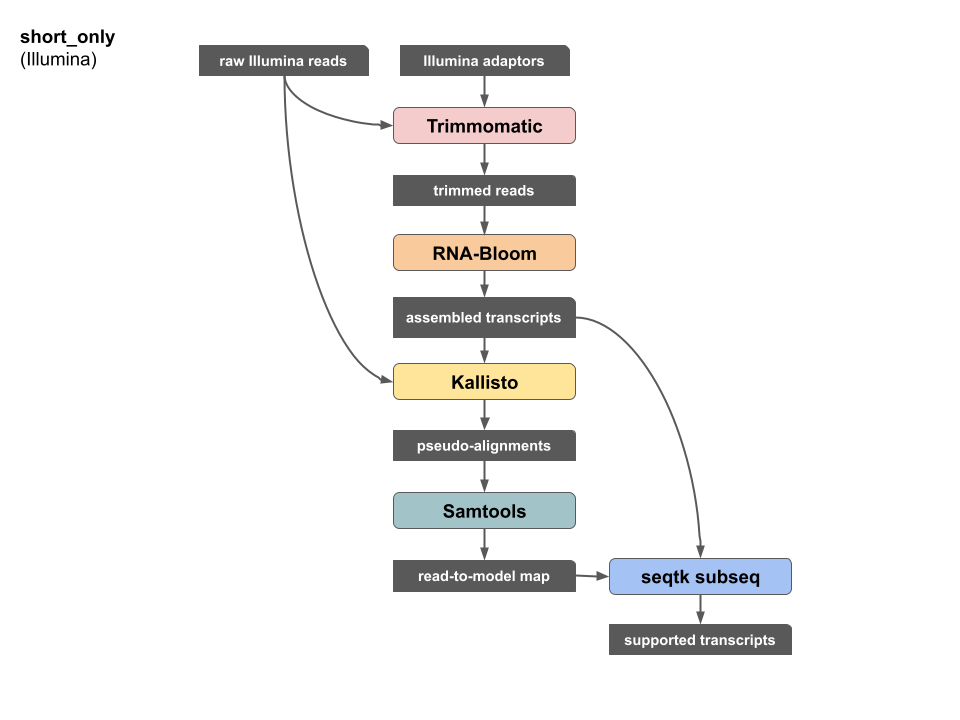 short_only
(Illumina)
raw Illumina reads
Illumina adaptors
Trimmomatic
trimmed reads
RNA-Bloom
assembled transcripts
Kallisto
pseudo-alignments
Samtools
read-to-model map
seqtk subseq
supported transcripts